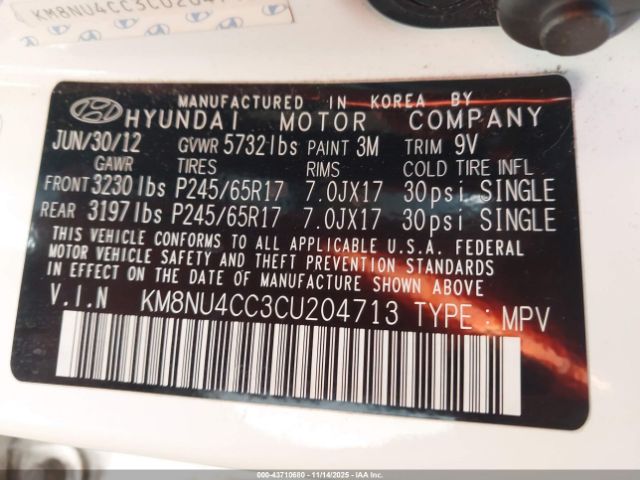 KM8NU4CC3CU204713
MANUFACTURED IN KOREA BY
HYUNDAI MOTOR COMPANY
JUN/30/12 GVWR 5732lbs PAINT 3M TRIM 9V
GAWR TIRES RIMS COLD TIRE INFL
FRONT 3230lbs P245/65R17 7.0JX17 30psi SINGLE
REAR 3197lbs P245/65R17 7.0JX17 30psi SINGLE
THIS VEHICLE CONFORMS TO ALL APPLICABLE U.S.A. FEDERAL
MOTOR VEHICLE SAFETY AND THEFT PREVENTION STANDARDS
IN EFFECT ON THE DATE OF MANUFACTURE SHOWN ABOVE
V.I.N KM8NU4CC3CU204713 TYPE : MPV
000-43710680 - 11/14/2025 - IAAI.COM